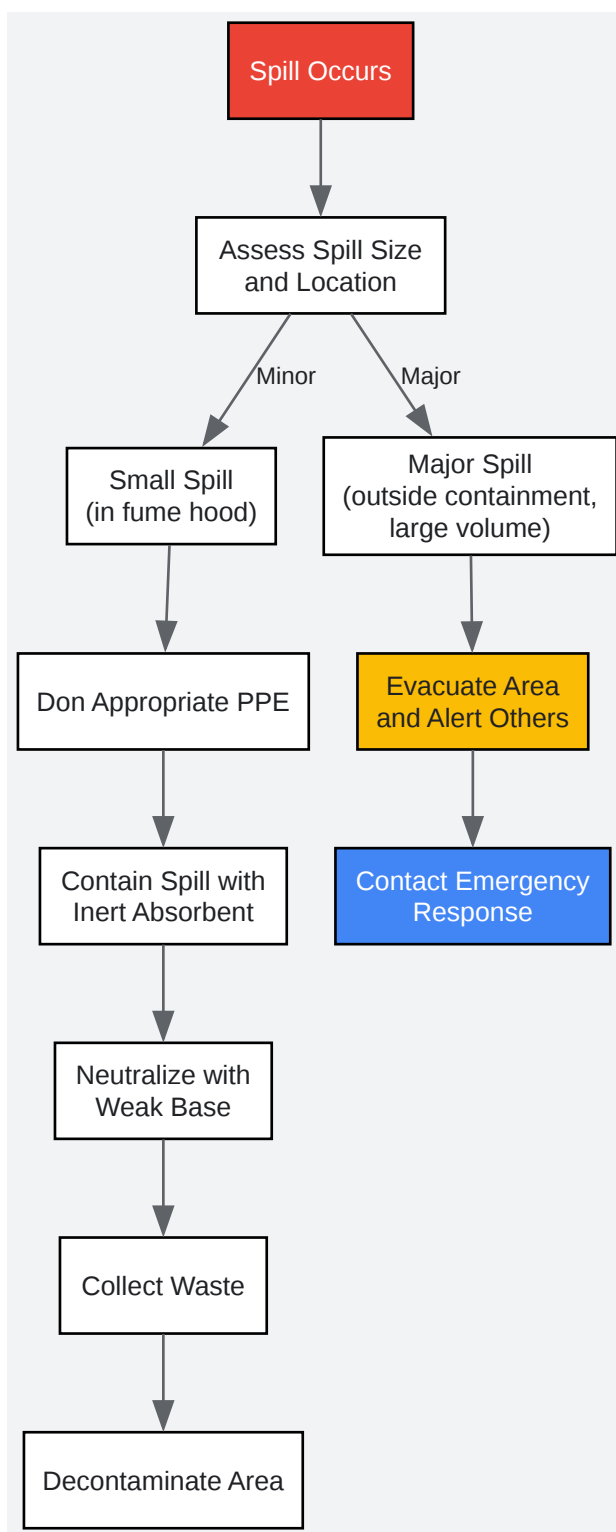 Spill Occurs
Assess Spill Size
and Location
Minor
Major
Small Spill
(in fume hood)
Major Spill
(outside containment,
large volume)
Don Appropriate PPE
Evacuate Area
and Alert Others
Contain Spill with
Inert Absorbent
Contact Emergency
Response
Neutralize with
Weak Base
Collect Waste
Decontaminate Area